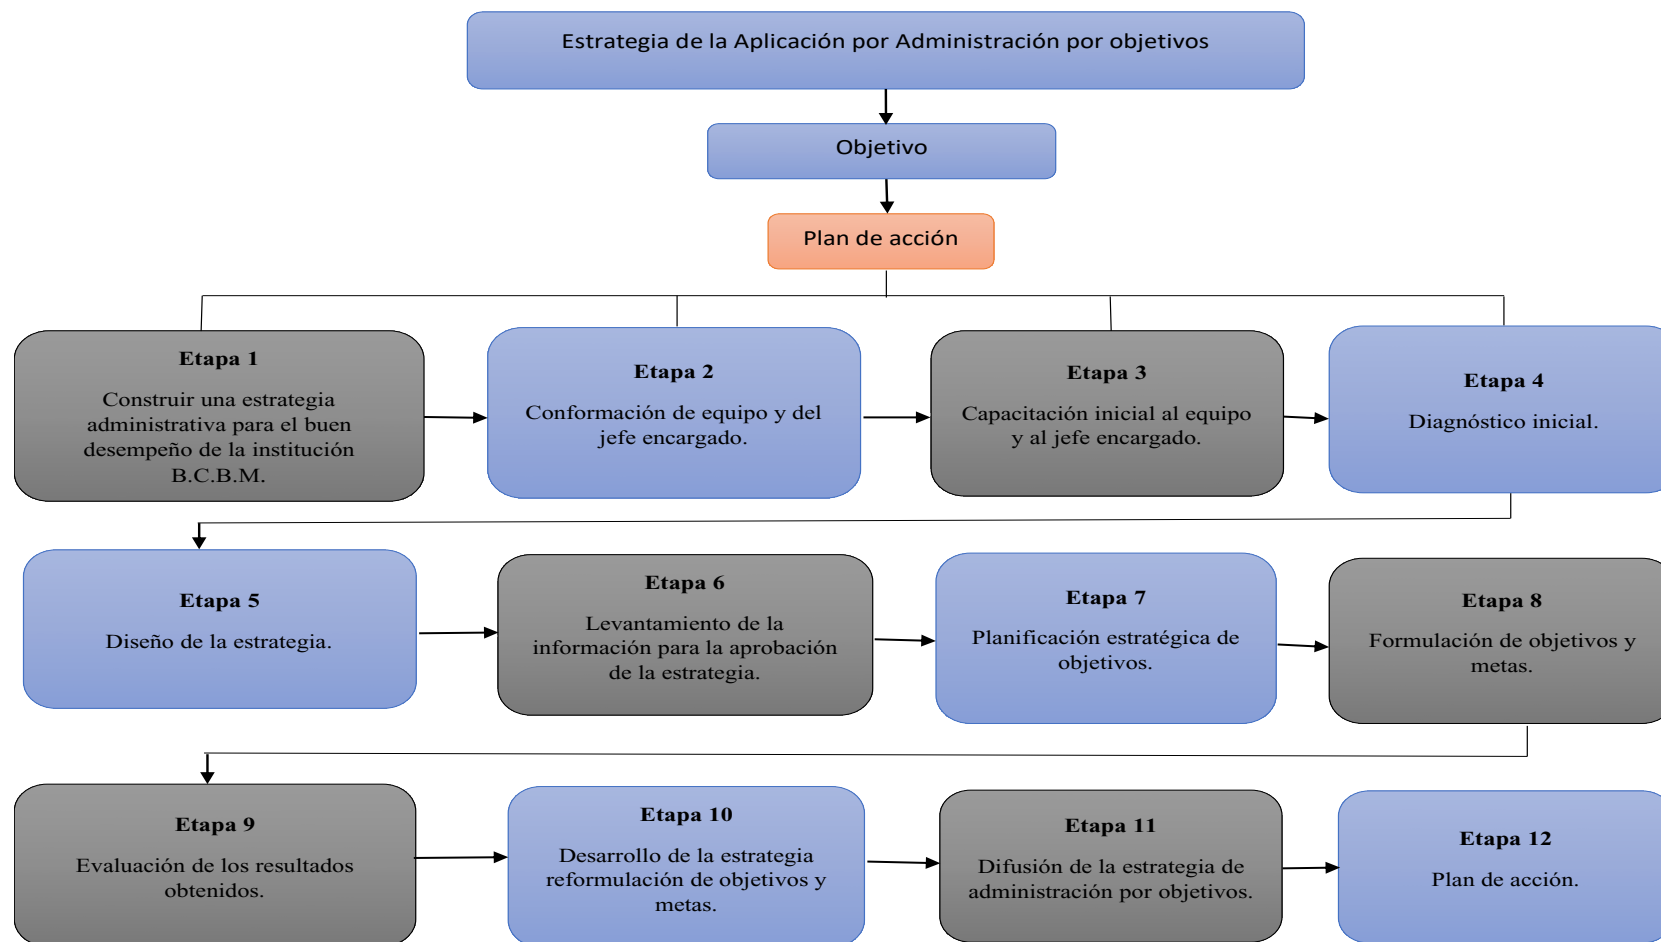 Estrategia de la Aplicación por Administración por objetivos
Objetivo
Plan de acción
Etapa 1
Construir una estrategia
administrativa para el buen
desempeño de la institución
B.C.B.M.
Etapa 2
Conformación de equipo y del
jefe encargado.
Etapa 3
Capacitación inicial al equipo
y al jefe encargado.
Etapa 4
Diagnóstico inicial.
Etapa 5
Diseño de la estrategia.
Etapa 6
Levantamiento de la
información para la aprobación
de la estrategia.
Etapa 7
Planificación estratégica de
objetivos.
Etapa 8
Formulación de objetivos y
metas.
Etapa 9
Evaluación de los resultados
obtenidos.
Etapa 10
Desarrollo de la estrategia
reformulación de objetivos y
metas.
Etapa 11
Difusión de la estrategia de
administración por objetivos.
Etapa 12
Plan de acción.